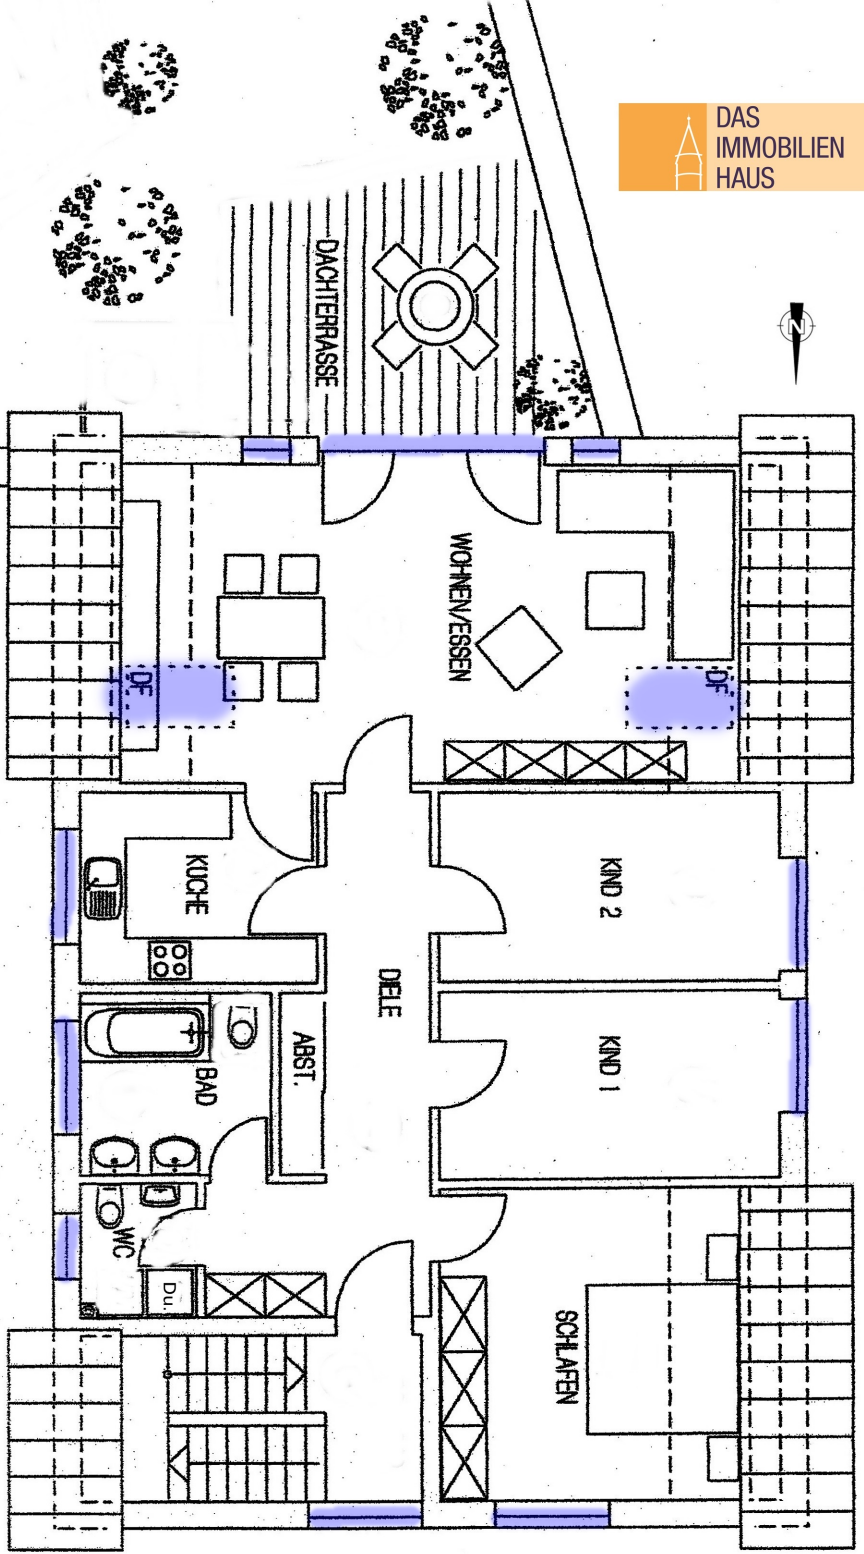 DAS
IMMOBILIEN
HAUS
N
DACHTERRASSE
WOHNEN/ESSEN
DF
DF
KÜCHE
KIND 2
DIELE
ABST.
KIND 1
BAD
WC
Du.
SCHLAFEN